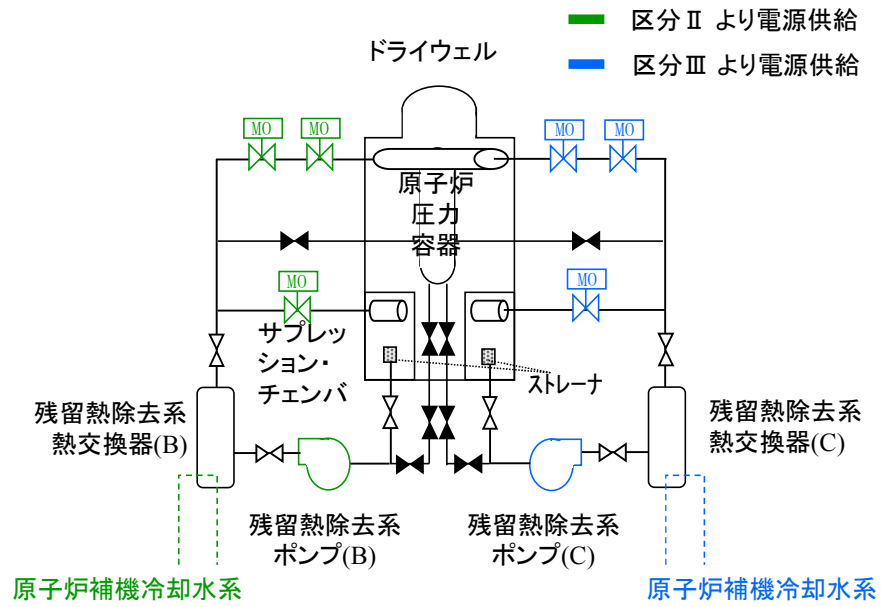 区分Ⅱ より電源供給
区分Ⅲ より電源供給
ドライウェル
MO
MO
MO
MO
原子炉
圧力
容器
MO
MO
サプレッ
ション・
チェンバ
ストレーナ
残留熱除去系
熱交換器(B)
残留熱除去系
熱交換器(C)
残留熱除去系
ポンプ(B)
残留熱除去系
ポンプ(C)
原子炉補機冷却水系
原子炉補機冷却水系